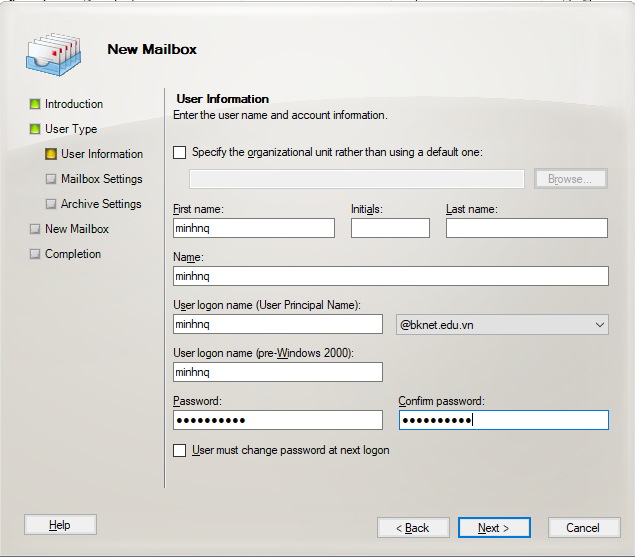 New Mailbox
Introduction
User Type
User Information
Mailbox Settings
Archive Settings
New Mailbox
Completion
User Information
Enter the user name and account information.
Specify the organizational unit rather than using a default one:
Browse...
First name: Initials: Last name:
minhnq
Name:
minhnq
User logon name (User Principal Name):
minhnq @bknet.edu.vn
User logon name (pre-Windows 2000):
minhnq
Password: Confirm password:
●●●●●●●●●● ●●●●●●●●●●
User must change password at next logon
Help < Back Next > Cancel